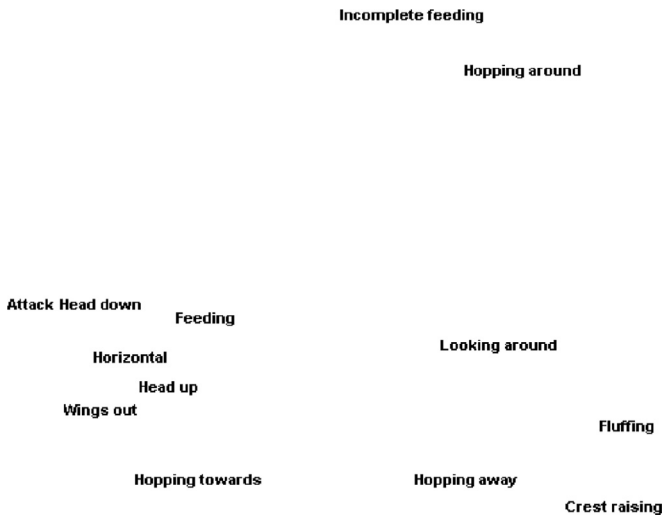 Incomplete feeding
Hopping around
Attack Head down
Feeding
Looking around
Horizontal
Head up
Wings out
Fluffing
Hopping towards
Hopping away
Crest raising